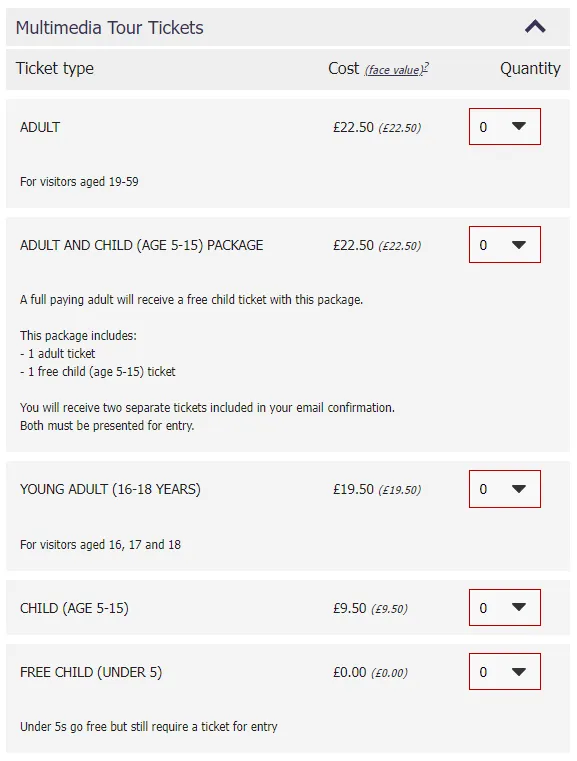 Multimedia Tour Tickets
Ticket type Cost (face value)? Quantity
ADULT £22.50 (£22.50) 0
For visitors aged 19-59
ADULT AND CHILD (AGE 5-15) PACKAGE £22.50 (£22.50) 0
A full paying adult will receive a free child ticket with this package.
This package includes:
- 1 adult ticket
- 1 free child (age 5-15) ticket
You will receive two separate tickets included in your email confirmation.
Both must be presented for entry.
YOUNG ADULT (16-18 YEARS) £19.50 (£19.50) 0
For visitors aged 16, 17 and 18
CHILD (AGE 5-15) £9.50 (£9.50) 0
FREE CHILD (UNDER 5) £0.00 (£0.00) 0
Under 5s go free but still require a ticket for entry